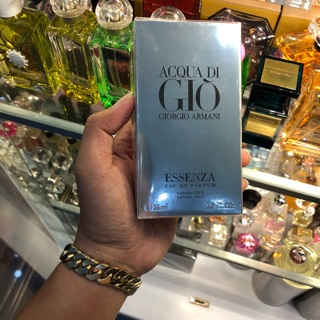 ACQUA DI
GIÒ
GIORGIO ARMANI
ESSENZA
EAU DE PARFUM